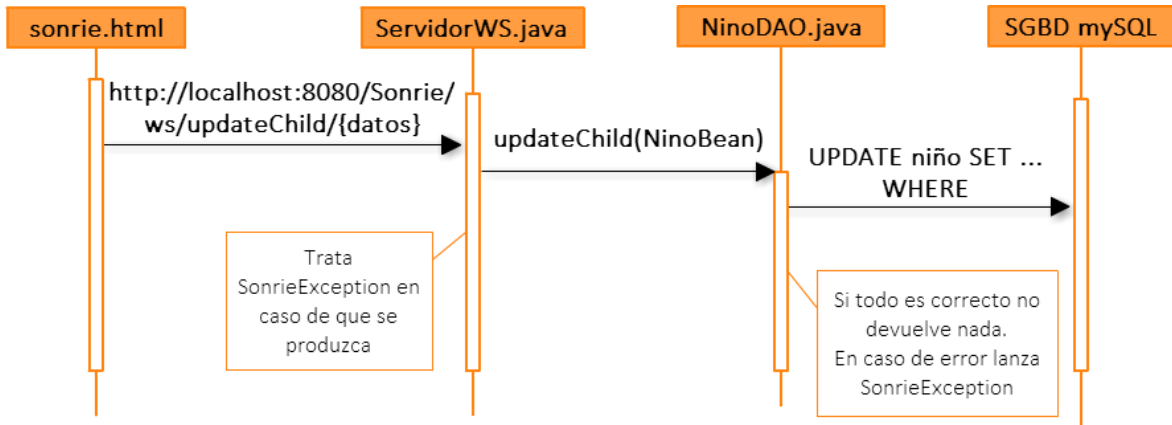 sonrie.html
ServidorWS.java
NinoDAO.java
SGBD mySQL
http://localhost:8080/Sonrie/
ws/updateChild/{datos}
updateChild(NinoBean)
UPDATE niño SET ...
WHERE
Trata
SonrieException en
caso de que se
produzca
Si todo es correcto no
devuelve nada.
En caso de error lanza
SonrieException